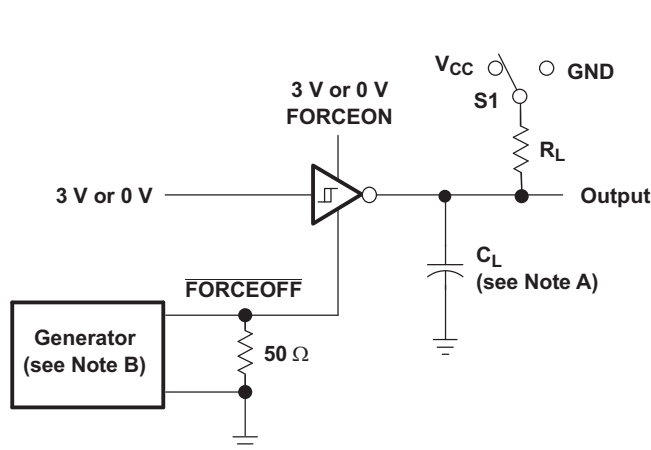 VCC
GND
S1
3 V or 0 V
FORCEON
RL
3 V or 0 V
Output
CL
(see Note A)
FORCEOFF
Generator
(see Note B)
50 Ω